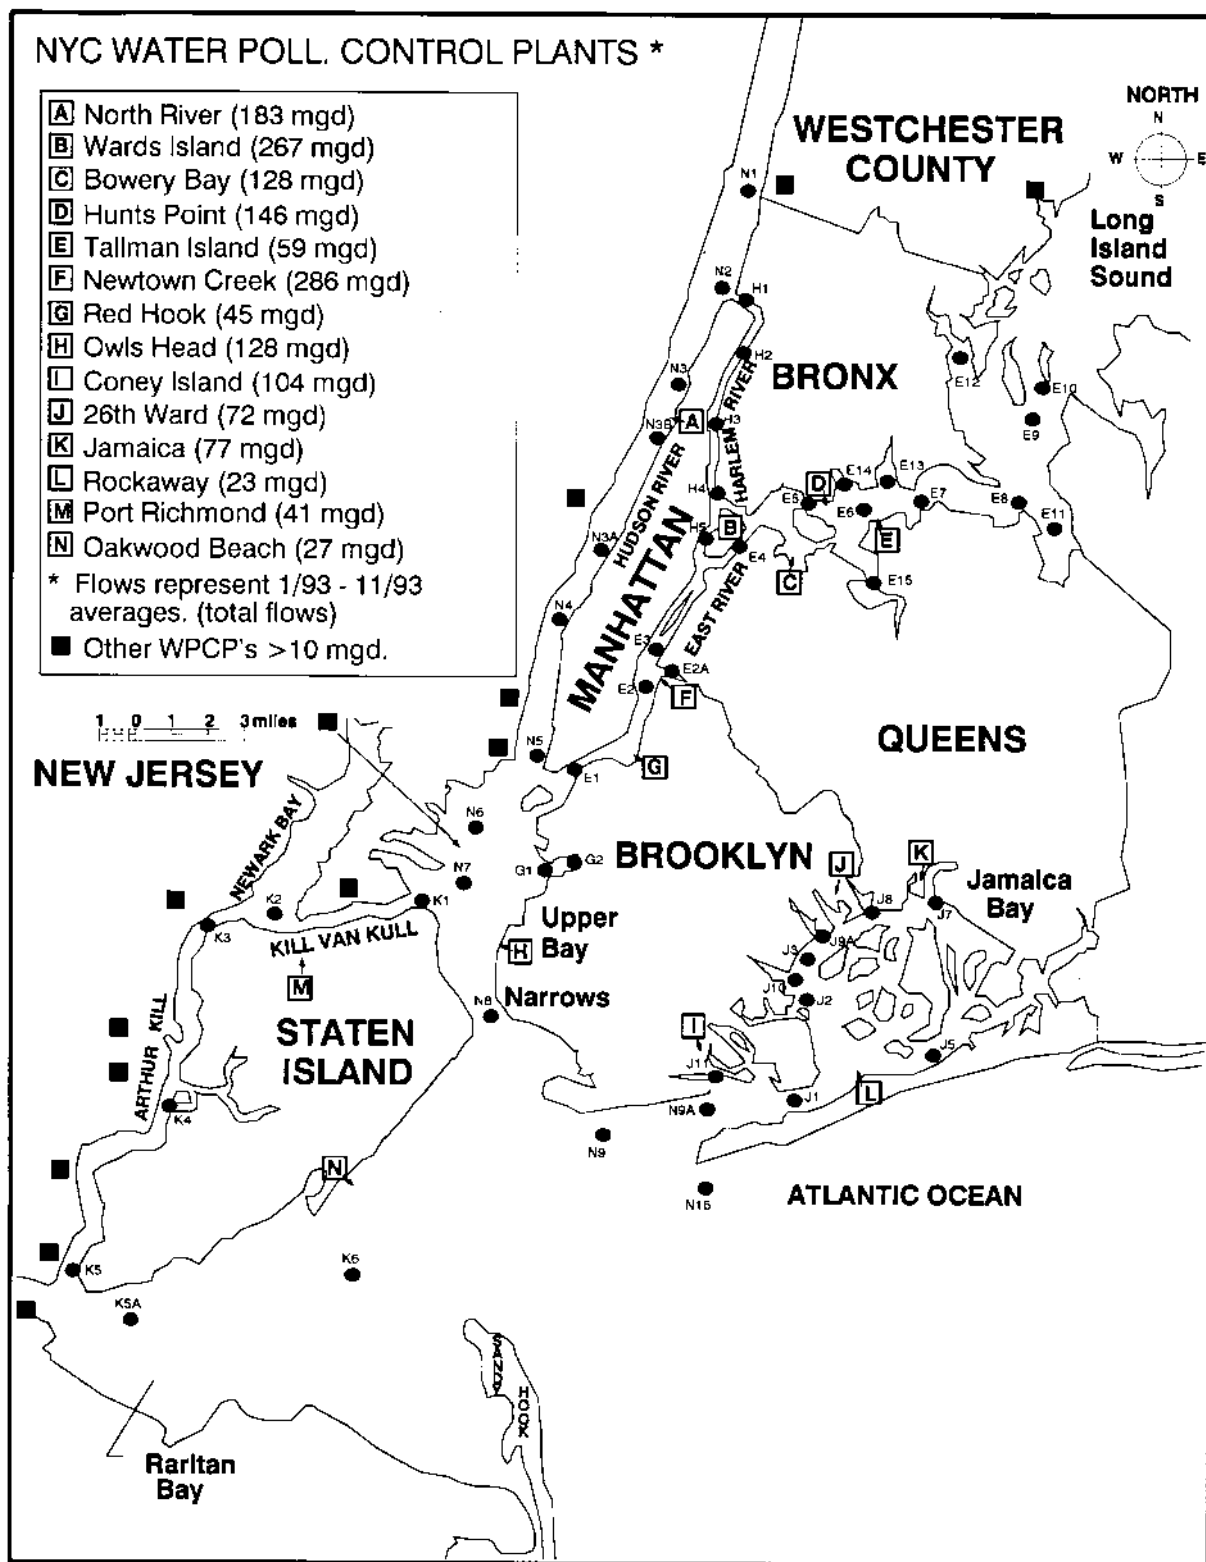 NYC WATER POLL. CONTROL PLANTS *
A North River (183 mgd)
B Wards Island (267 mgd)
C Bowery Bay (128 mgd)
D Hunts Point (146 mgd)
E Tallman Island (59 mgd)
F Newtown Creek (286 mgd)
G Red Hook (45 mgd)
H Owls Head (128 mgd)
I Coney Island (104 mgd)
J 26th Ward (72 mgd)
K Jamaica (77 mgd)
L Rockaway (23 mgd)
M Port Richmond (41 mgd)
N Oakwood Beach (27 mgd)
* Flows represent 1/93 - 11/93
averages. (total flows)
Other WPCP's >10 mgd.
NORTH
N
W E
S
WESTCHESTER
COUNTY
Long
Island
Sound
N1
N2
H1
H2
BRONX
E12
E10
E9
N3
N3B
A
H3
HARLEM RIVER
HUDSON RIVER
H4
D
E14
E13
E6
E6
E7
E8
E11
N3A
H5
B
E4
C
E
E15
MANHATTAN
N4
E3
EAST RIVER
E2A
E2
F
1 0 1 2 3 miles
N5
E1
G
QUEENS
NEW JERSEY
NEWARK BAY
N6
N7
G1
G2
BROOKLYN
J
K
Jamaica
Bay
K2
K1
K3
KILL VAN KULL
Upper
Bay
H
J8
J7
J9A
J3
J10
J2
M
N8
Narrows
ARTHUR KILL
STATEN
ISLAND
I
J11
J5
L
J1
K4
N9A
N9
N
N16
ATLANTIC OCEAN
K5
K6
K5A
SANDY
HOOK
Raritan
Bay